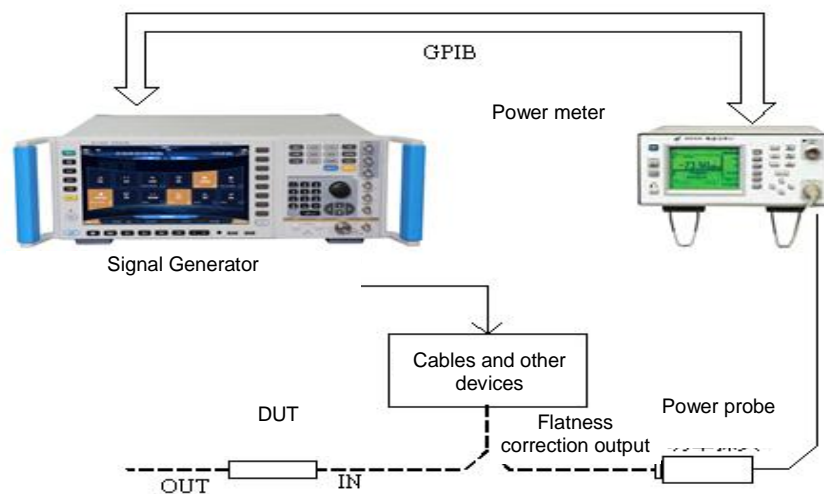 GPIB
Power meter
Signal Generator
Cables and other
devices
DUT
Flatness
correction output
Power probe
OUT
IN